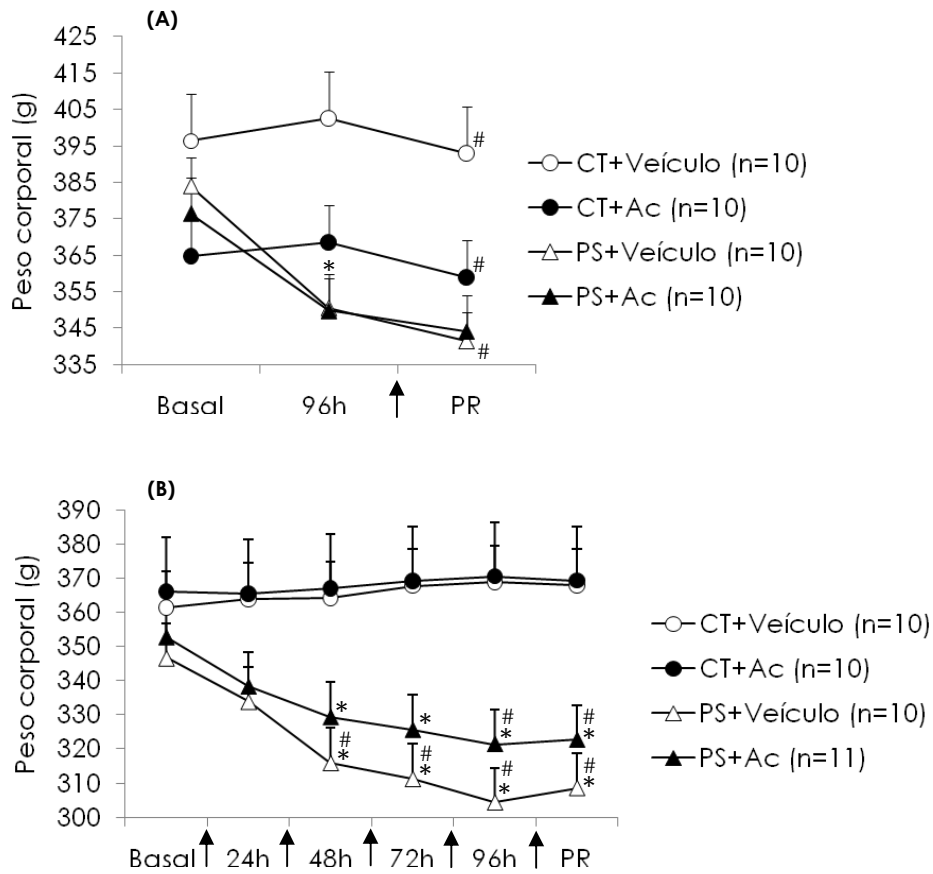 (A)
Peso corporal (g)
425
415
405
395
385
375
365
355
345
335
#
#
*
#
Basal 96h PR
CT+Veículo (n=10)
CT+Ac (n=10)
PS+Veículo (n=10)
PS+Ac (n=10)
(B)
Peso corporal (g)
390
380
370
360
350
340
330
320
310
300
* * # #
* *
# # # #
* * * *
Basal 24h 48h 72h 96h PR
CT+Veículo (n=10)
CT+Ac (n=10)
PS+Veículo (n=10)
PS+Ac (n=11)